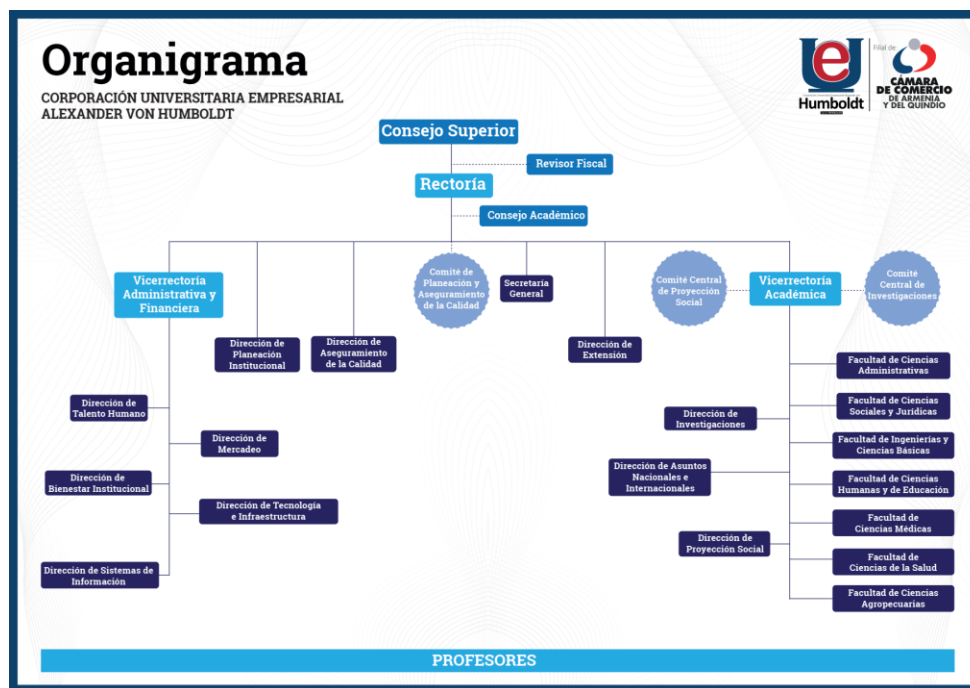 Organigrama
CORPORACIÓN UNIVERSITARIA EMPRESARIAL
ALEXANDER VON HUMBOLDT
ue
Humboldt
Filial de:
CÁMARA
DE COMERCIO
DE ARMENIA
Y DEL QUINDÍO
Consejo Superior
Revisor Fiscal
Rectoría
Consejo Académico
Vicerrectoría
Administrativa y
Financiera
Comité de
Planeación y
Aseguramiento
de la Calidad
Secretaría
General
Comité Central
de Proyección
Social
Vicerrectoría
Académica
Comité
Central de
Investigaciones
Dirección de
Planeación
Institucional
Dirección de
Aseguramiento
de la Calidad
Dirección de
Extensión
Dirección de
Talento Humano
Dirección de
Mercadeo
Dirección de
Bienestar Institucional
Dirección de Tecnología
e Infraestructura
Dirección de Sistemas de
Información
Dirección de
Investigaciones
Dirección de Asuntos
Nacionales e
Internacionales
Dirección de
Proyección Social
Facultad de Ciencias
Administrativas
Facultad de Ciencias
Sociales y Jurídicas
Facultad de Ingenierías y
Ciencias Básicas
Facultad de Ciencias
Humanas y de Educación
Facultad de
Ciencias Médicas
Facultad de
Ciencias de la Salud
Facultad de Ciencias
Agropecuarias
PROFESORES